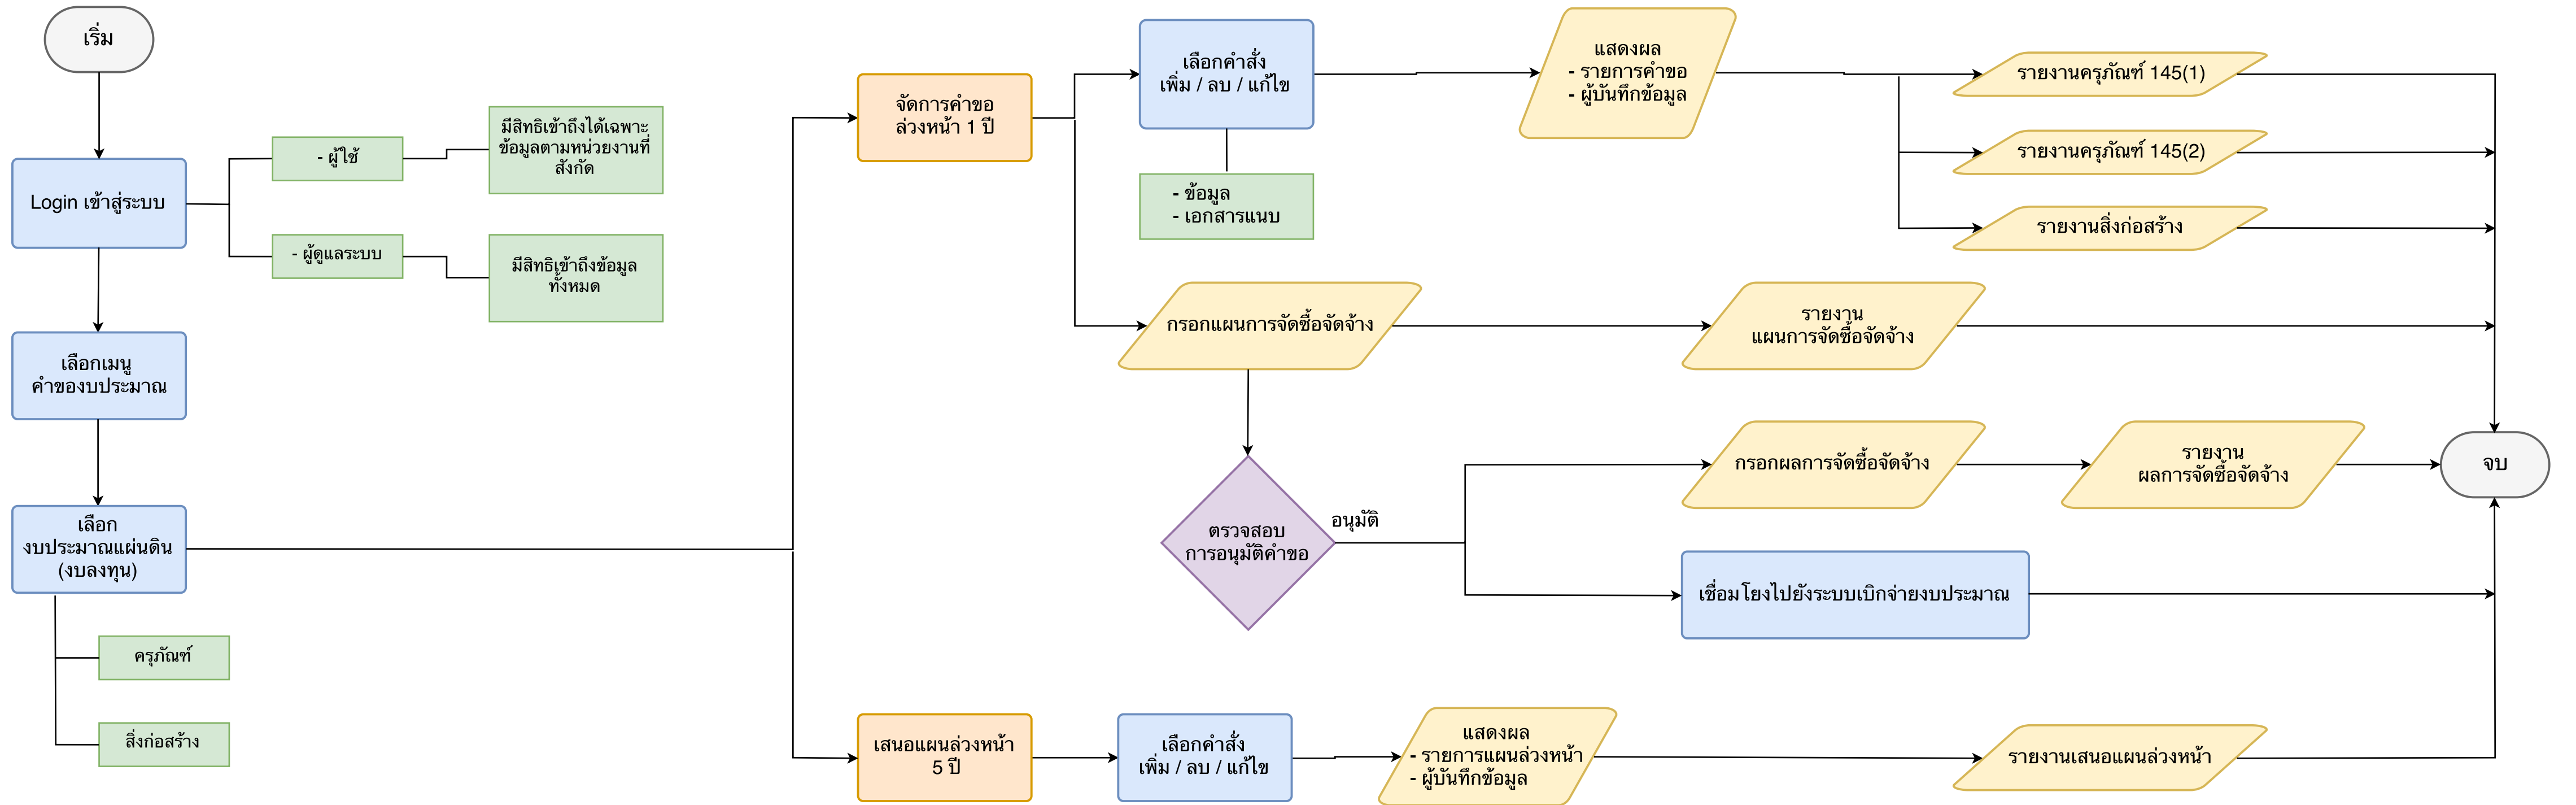 เริ่ม
Login เข้าสู่ระบบ
- ผู้ใช้
มีสิทธิเข้าถึงได้เฉพาะ
ข้อมูลตามหน่วยงานที่
สังกัด
- ผู้ดูแลระบบ
มีสิทธิเข้าถึงข้อมูล
ทั้งหมด
เลือกเมนู
คำของบประมาณ
เลือก
งบประมาณแผ่นดิน
(งบลงทุน)
ครุภัณฑ์
สิ่งก่อสร้าง
จัดการคำขอ
ล่วงหน้า 1 ปี
เลือกคำสั่ง
เพิ่ม / ลบ / แก้ไข
- ข้อมูล
- เอกสารแนบ
แสดงผล
- รายการคำขอ
- ผู้บันทึกข้อมูล
รายงานครุภัณฑ์ 145(1)
รายงานครุภัณฑ์ 145(2)
รายงานสิ่งก่อสร้าง
กรอกแผนการจัดซื้อจัดจ้าง
รายงาน
แผนการจัดซื้อจัดจ้าง
ตรวจสอบ
การอนุมัติคำขอ
อนุมัติ
กรอกผลการจัดซื้อจัดจ้าง
รายงาน
ผลการจัดซื้อจัดจ้าง
จบ
เชื่อมโยงไปยังระบบเบิกจ่ายงบประมาณ
เสนอแผนล่วงหน้า
5 ปี
เลือกคำสั่ง
เพิ่ม / ลบ / แก้ไข
แสดงผล
- รายการแผนล่วงหน้า
- ผู้บันทึกข้อมูล
รายงานเสนอแผนล่วงหน้า